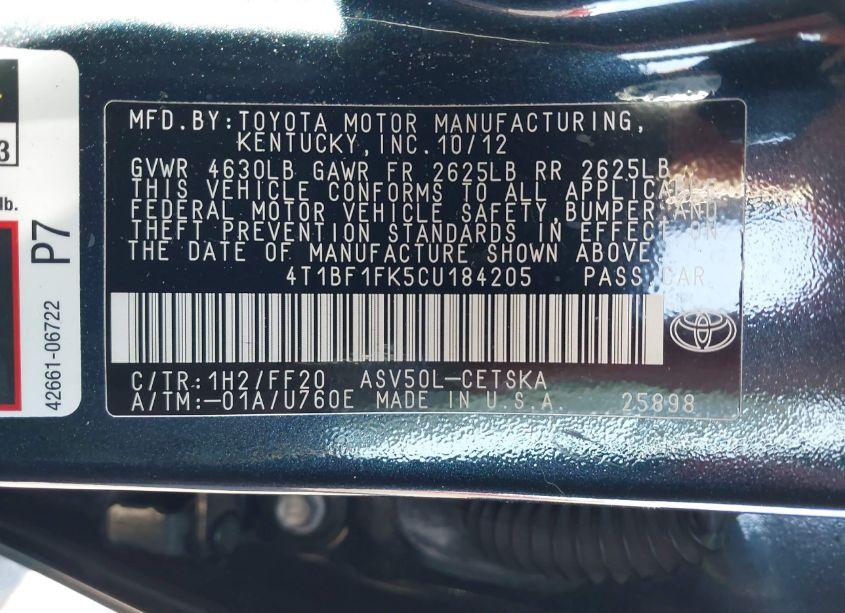 MFD.BY:TOYOTA MOTOR MANUFACTURING,
KENTUCKY,INC.10/12
GVWR 4630LB GAWR FR 2625LB RR 2625LB
THIS VEHICLE CONFORMS TO ALL APPLICABLE
FEDERAL MOTOR VEHICLE SAFETY,BUMPER,AND
THEFT PREVENTION STANDARDS IN EFFECT ON
THE DATE OF MANUFACTURE SHOWN ABOVE.
4T1BF1FK5CU184205 PASS.CAR
C/TR:1H2/FF20 ASV50L-CETSKA
A/TM:-01A/U760E MADE IN U.S.A. 25898
3
lb.
P7
42661-06722